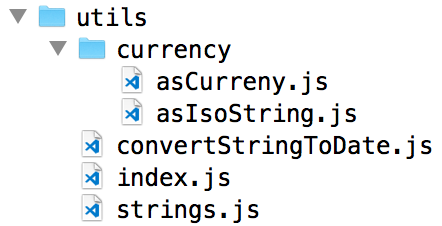 utils
currency
asCurreny.js
asIsoString.js
convertStringToDate.js
index.js
strings.js